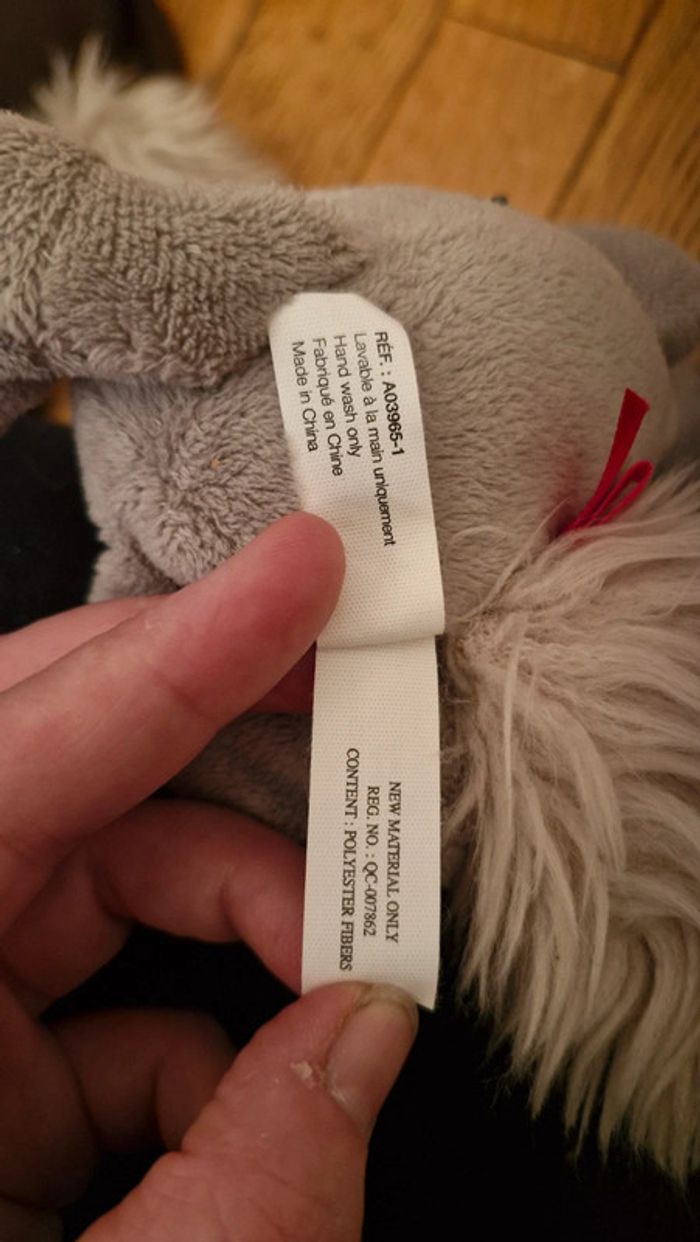 RÉF. : A03965-1
Lavable à la main uniquement
Hand wash only
Fabriqué en Chine
Made in China
NEW MATERIAL ONLY
REG. NO. : QC-007862
CONTENT : POLYESTER FIBERS